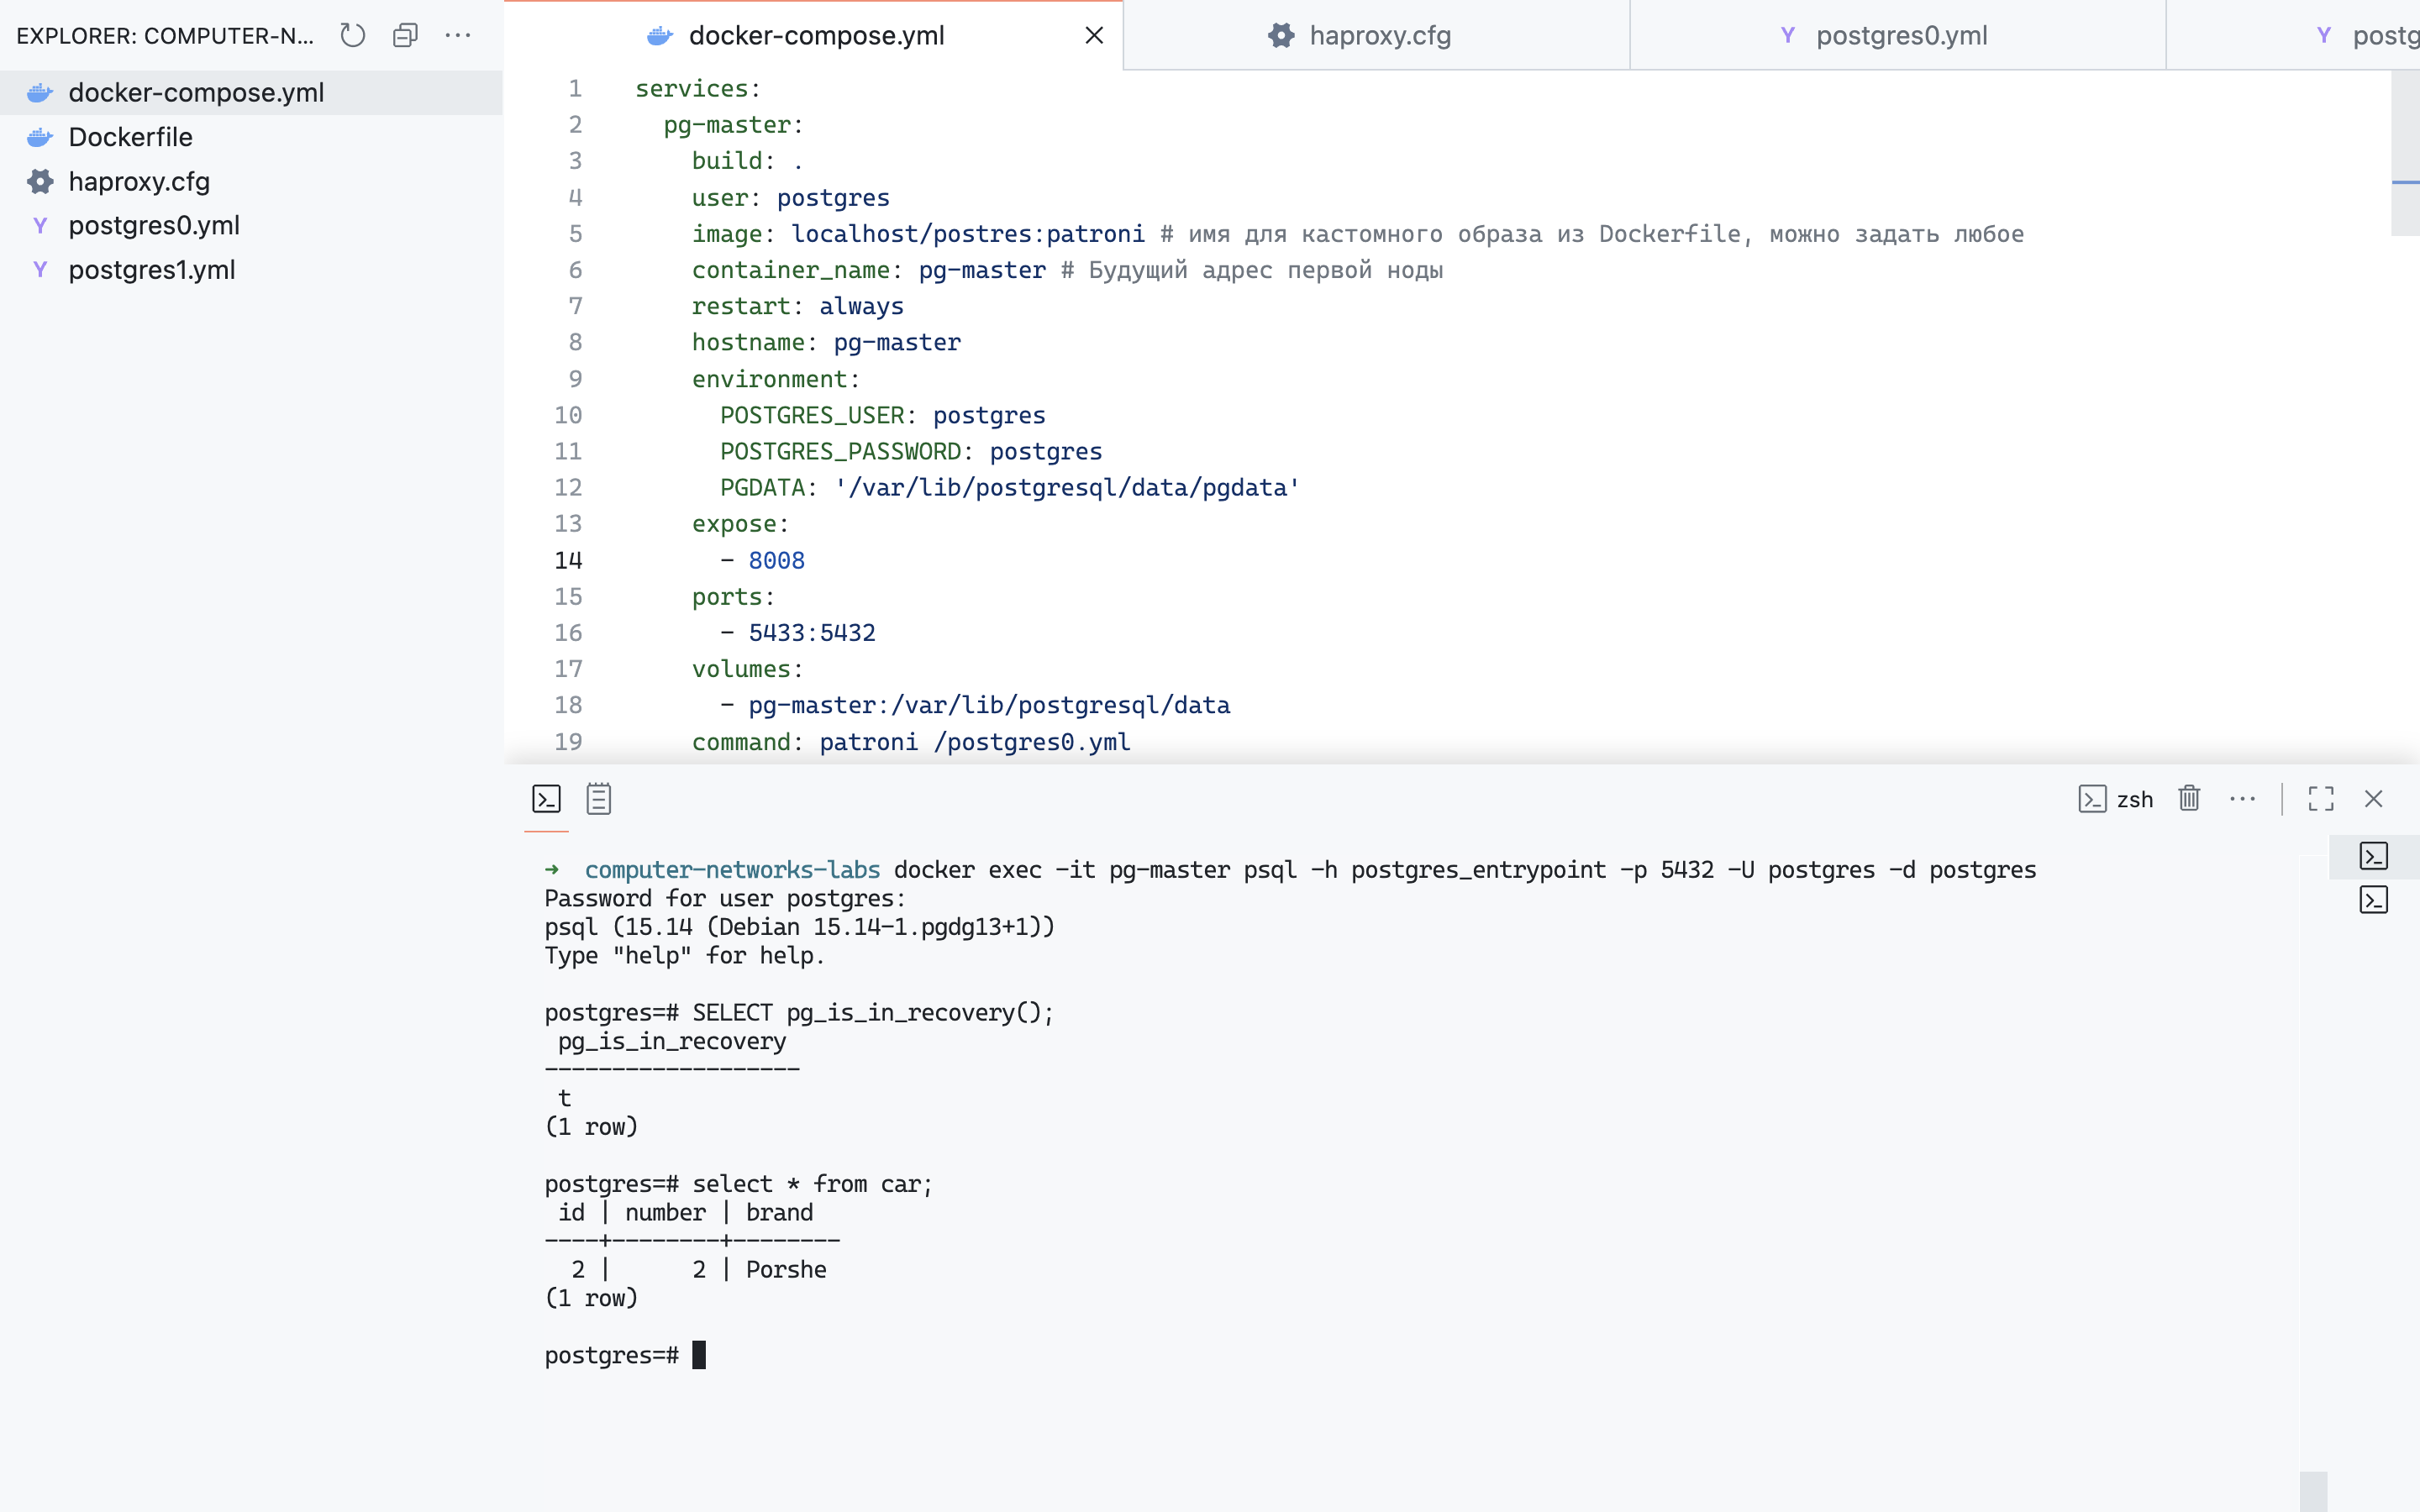 EXPLORER: COMPUTER-N...
docker-compose.yml
Dockerfile
haproxy.cfg
postgres0.yml
postgres1.yml
docker-compose.yml
haproxy.cfg
postgres0.yml
postg
1 services:
2 pg-master:
3 build: .
4 user: postgres
5 image: localhost/postres:patroni # имя для кастомного образа из Dockerfile, можно задать любое
6 container_name: pg-master # Будущий адрес первой ноды
7 restart: always
8 hostname: pg-master
9 environment:
10 POSTGRES_USER: postgres
11 POSTGRES_PASSWORD: postgres
12 PGDATA: '/var/lib/postgresql/data/pgdata'
13 expose:
14 - 8008
15 ports:
16 - 5433:5432
17 volumes:
18 - pg-master:/var/lib/postgresql/data
19 command: patroni /postgres0.yml
zsh
➜ computer-networks-labs docker exec -it pg-master psql -h postgres_entrypoint -p 5432 -U postgres -d postgres
Password for user postgres:
psql (15.14 (Debian 15.14-1.pgdg13+1))
Type "help" for help.
postgres=# SELECT pg_is_in_recovery();
pg_is_in_recovery
-------------------
t
(1 row)
postgres=# select * from car;
id | number | brand
----+--------+--------
2 | 2 | Porshe
(1 row)
postgres=#